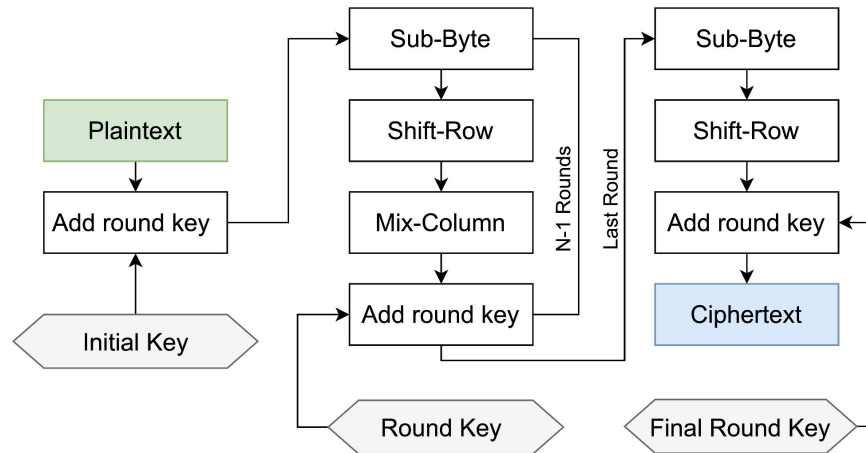 Plaintext
Add round key
Initial Key
Sub-Byte
Shift-Row
Mix-Column
Add round key
Round Key
N-1 Rounds
Last Round
Sub-Byte
Shift-Row
Add round key
Ciphertext
Final Round Key